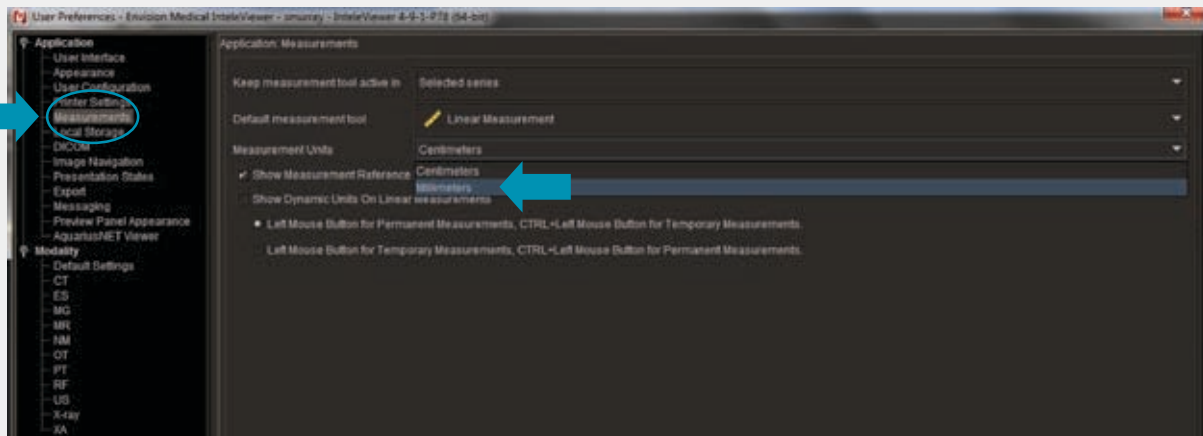 User Preferences - Envision Medical InteleViewer - smurray - InteleViewer 4-9-1-P78 (64-bit)
Application
User Interface
Appearance
User Configuration
Printer Settings
Measurements
Local Storage
DICOM
Image Navigation
Presentation States
Export
Messaging
Preview Panel Appearance
AquariusNET Viewer
Modality
Default Settings
CT
ES
MG
MR
NM
OT
PT
RF
US
X-ray
XA
Application: Measurements
Keep measurement tool active in Selected series
Default measurement tool Linear Measurement
Measurement Units Centimeters
Centimeters
Millimeters
Show Measurement Reference
Show Dynamic Units On Linear Measurements
Left Mouse Button for Permanent Measurements, CTRL+Left Mouse Button for Temporary Measurements.
Left Mouse Button for Temporary Measurements, CTRL+Left Mouse Button for Permanent Measurements.